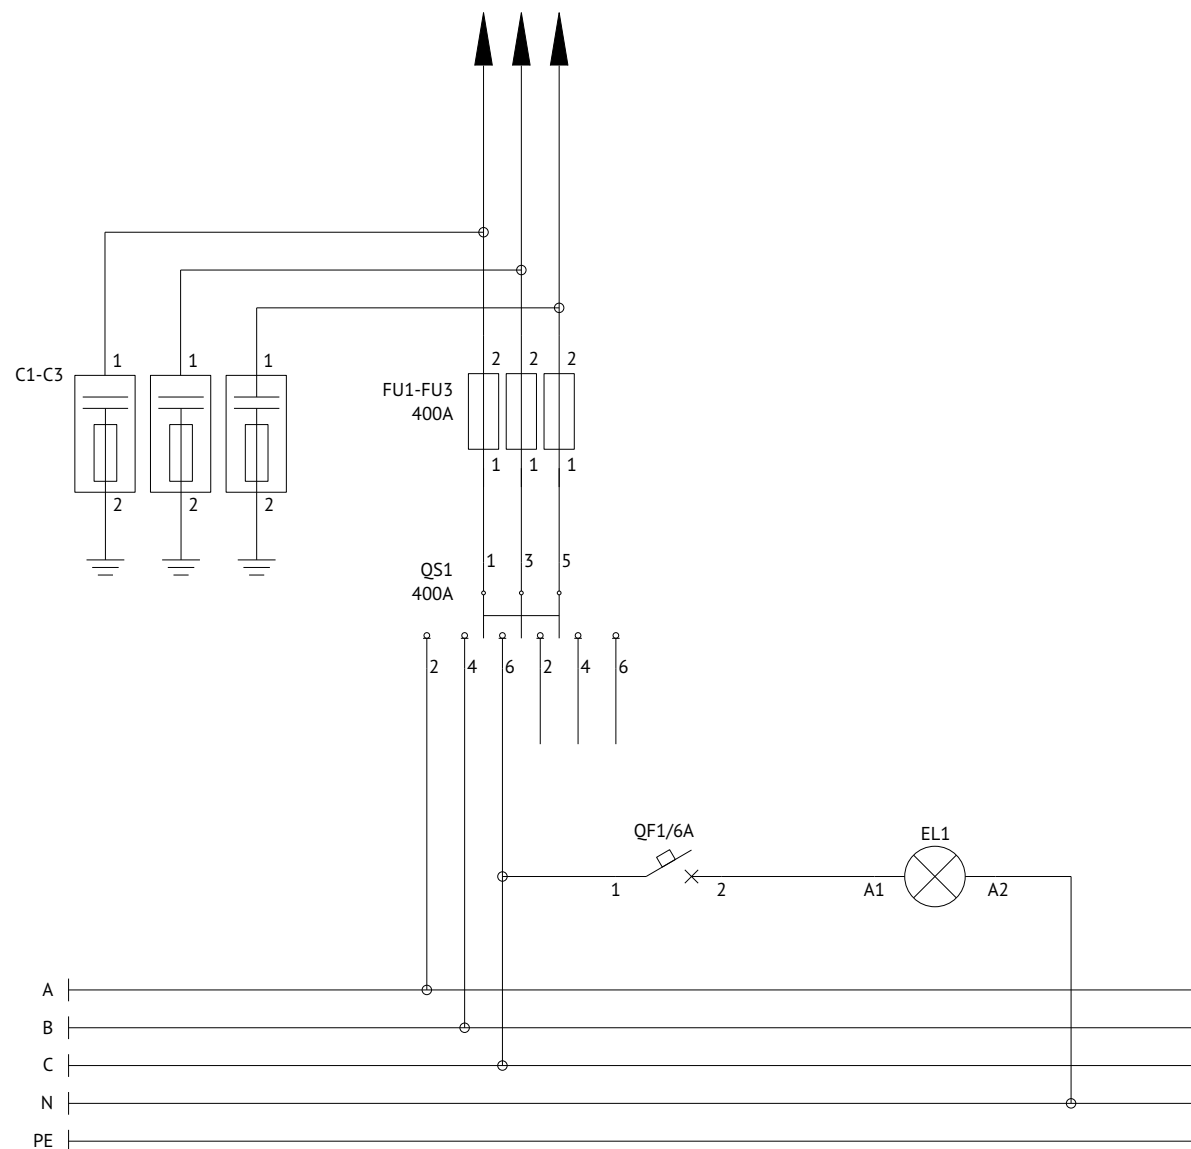 1 1 1 2 2 2
C1-C3
FU1-FU3
400A
1 1 1
2 2 2
1 3 5
QS1
400A
2 4 6 2 4 6
QF1/6A
EL1
1 2 A1 A2
A
B
C
N
PE